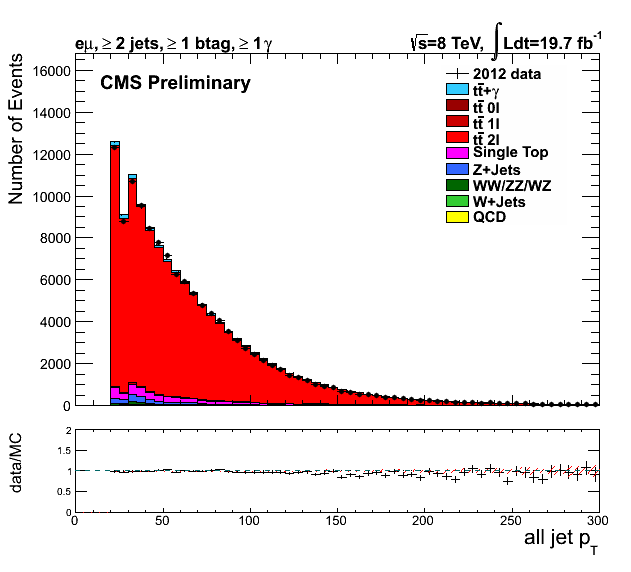 eμ, ≥ 2 jets, ≥ 1 btag, ≥ 1 γ
√s=8 TeV, ∫Ldt=19.7 fb⁻¹
CMS Preliminary
Number of Events
16000
14000
12000
10000
8000
6000
4000
2000
0
2012 data
tt̄+γ
tt̄ 0l
tt̄ 1l
tt̄ 2l
Single Top
Z+Jets
WW/ZZ/WZ
W+Jets
QCD
data/MC
2
1.5
1
0.5
0
0 50 100 150 200 250 300
all jet p_T